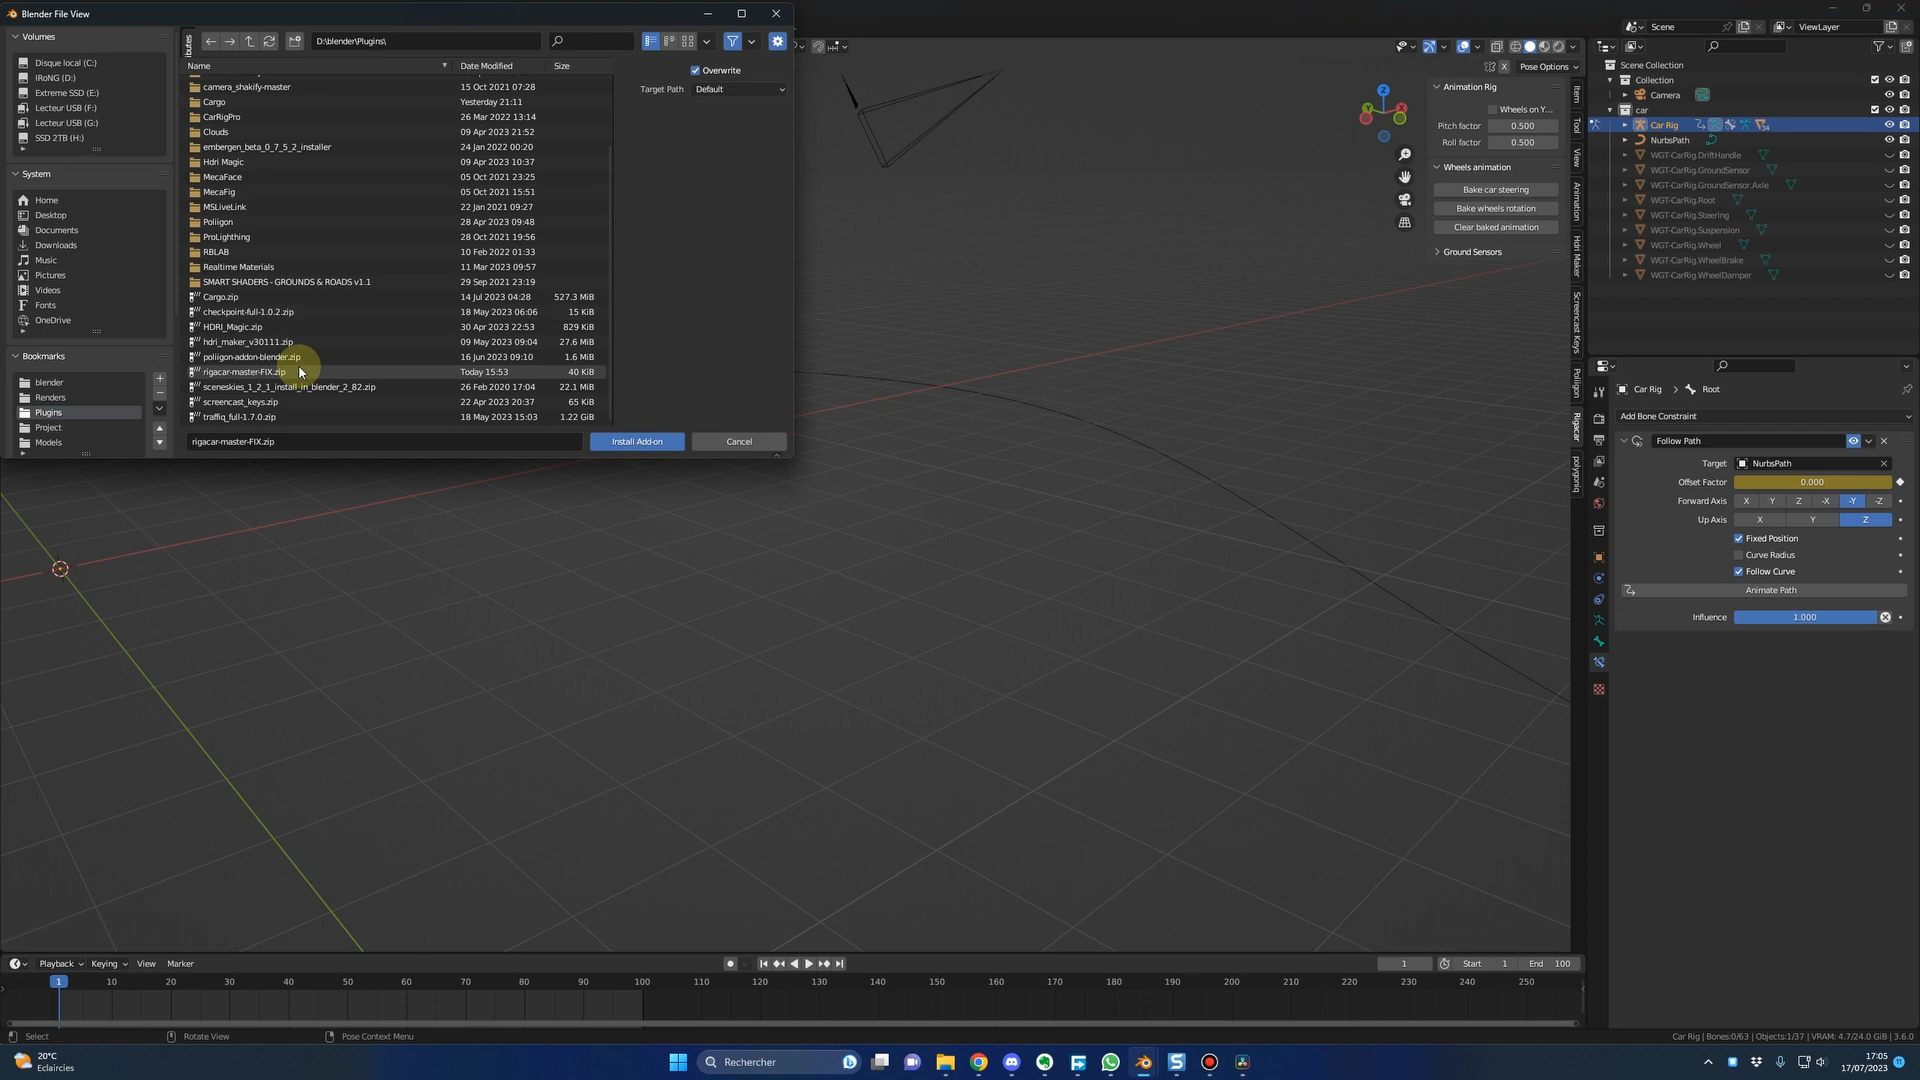 Blender File View
Volumes
Disque local (C:)
IRoNG (D:)
Extreme SSD (E:)
Lecteur USB (F:)
Lecteur USB (G:)
SSD 2TB (H:)
System
Home
Desktop
Documents
Downloads
Music
Pictures
Videos
Fonts
OneDrive
Bookmarks
blender
Renders
Plugins
Project
Models
D:\blender\Plugins\
Name
Date Modified
Size
camera_shakify-master 15 Oct 2021 07:28
Cargo Yesterday 21:11
CarRigPro 26 Mar 2022 13:14
Clouds 09 Apr 2023 21:52
embergen_beta_0_7_5_2_installer 24 Jan 2022 00:20
Hdri Magic 09 Apr 2023 10:37
MecaFace 05 Oct 2021 23:25
MecaFig 05 Oct 2021 15:51
MSLiveLink 22 Jan 2021 09:27
Poliigon 28 Apr 2023 09:48
ProLighthing 28 Oct 2021 19:56
RBLAB 10 Feb 2022 01:33
Realtime Materials 11 Mar 2023 09:57
SMART SHADERS - GROUNDS & ROADS v1.1 29 Sep 2021 23:19
Cargo.zip 14 Jul 2023 04:28 527.3 MiB
checkpoint-full-1.0.2.zip 18 May 2023 06:06 15 KiB
HDRI_Magic.zip 30 Apr 2023 22:53 829 KiB
hdri_maker_v30111.zip 09 May 2023 09:04 27.6 MiB
poliigon-addon-blender.zip 16 Jun 2023 09:10 1.6 MiB
rigacar-master-FIX.zip Today 15:53 40 KiB
sceneskies_1_2_1_install_in_blender_2_82.zip 26 Feb 2020 17:04 22.1 MiB
screencast_keys.zip 22 Apr 2023 20:37 65 KiB
traffiq_full-1.7.0.zip 18 May 2023 15:03 1.22 GiB
rigacar-master-FIX.zip
Install Add-on
Cancel
Overwrite
Target Path Default
Pose Options
Animation Rig
Wheels on Y...
Pitch factor 0.500
Roll factor 0.500
Wheels animation
Bake car steering
Bake wheels rotation
Clear baked animation
Ground Sensors
Item
Tool
View
Animation
Hdri Maker
Screencast Keys
Poliigon
Rigacar
polygoniq
Scene
ViewLayer
Scene Collection
Collection
Camera
car
Car Rig
NurbsPath
WGT-CarRig.DriftHandle
WGT-CarRig.GroundSensor
WGT-CarRig.GroundSensor.Axle
WGT-CarRig.Root
WGT-CarRig.Steering
WGT-CarRig.Suspension
WGT-CarRig.Wheel
WGT-CarRig.WheelBrake
WGT-CarRig.WheelDamper
Car Rig > Root
Add Bone Constraint
Follow Path
Target NurbsPath
Offset Factor 0.000
Forward Axis X Y Z -X -Y -Z
Up Axis X Y Z
Fixed Position
Curve Radius
Follow Curve
Animate Path
Influence 1.000
Playback Keying View Marker
1 Start 1 End 100
1 10 20 30 40 50 60 70 80 90 100 110 120 130 140 150 160 170 180 190 200 210 220 230 240 250
Select Rotate View Pose Context Menu
Car Rig | Bones:0/63 | Objects:1/37 | VRAM: 4.7/24.0 GiB | 3.6.0
20°C
Eclaircies
Rechercher
17:05
17/07/2023